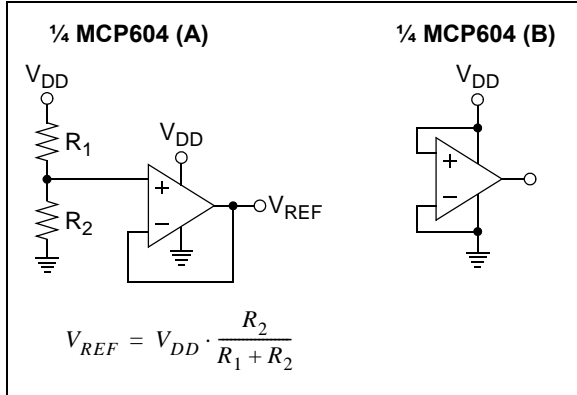 ¼ MCP604 (A)
¼ MCP604 (B)
V_DD
V_DD
V_DD
R_1
R_2
+
−
V_REF
+
−
V_REF = V_DD · R_2 / (R_1 + R_2)